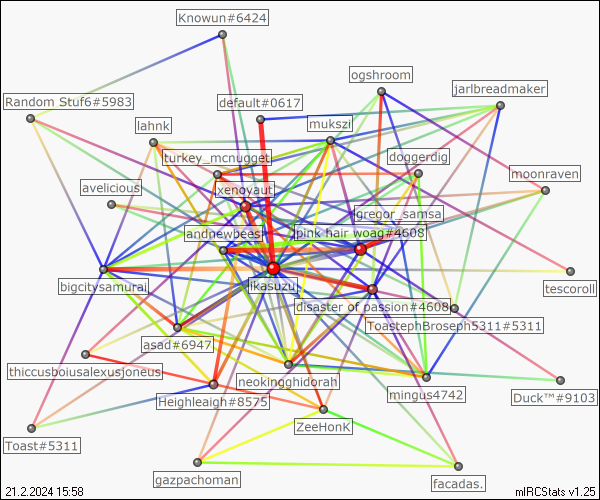 Knowun#6424
ogshroom
jarlbreadmaker
Random Stuf6#5983
default#0617
lahnk
mukszi
turkey_mcnugget
doggerdig
moonraven
avelicious
xenoyaut
gregor_samsa
andnewpees
pink hair woag#4608
likasuzu
bigcitysamurai
tescoroll
disaster of passion#4608
ToastephBroseph5311#5311
asad#6947
thiccusboiusalexusjoneus
neokingghidorah
mingus4742
Duck™#9103
Heighleaigh#8575
ZeeHonK
Toast#5311
gazpachoman
facadas.
21.2.2024 15:58
mIRCStats v1.25